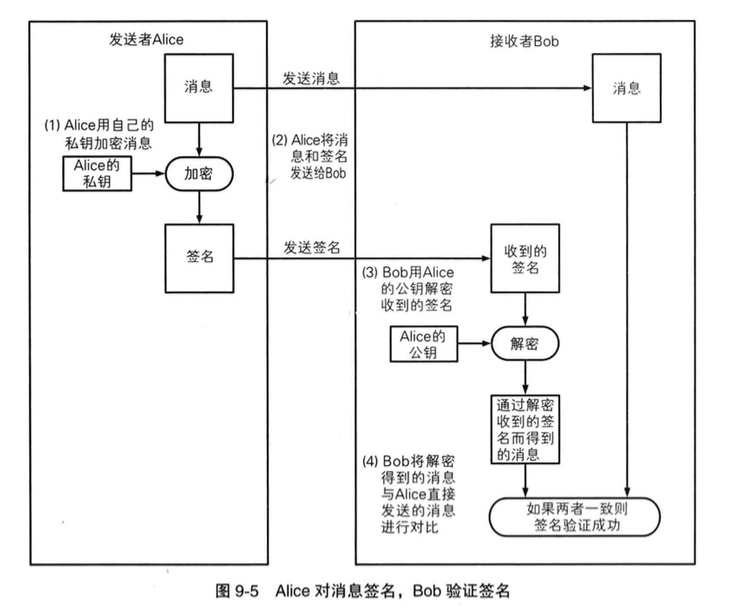 发送者Alice
接收者Bob
消息
发送消息
消息
(1) Alice用自己的
私钥加密消息
(2) Alice将消
息和签名
发送给Bob
Alice的
私钥
加密
签名
发送签名
收到的
签名
(3) Bob用Alice
的公钥解密
收到的签名
Alice的
公钥
解密
通过解密
收到的签
名而得到
的消息
(4) Bob将解密
得到的消息
与Alice直接
发送的消息
进行对比
如果两者一致则
签名验证成功
图 9-5 Alice 对消息签名，Bob 验证签名